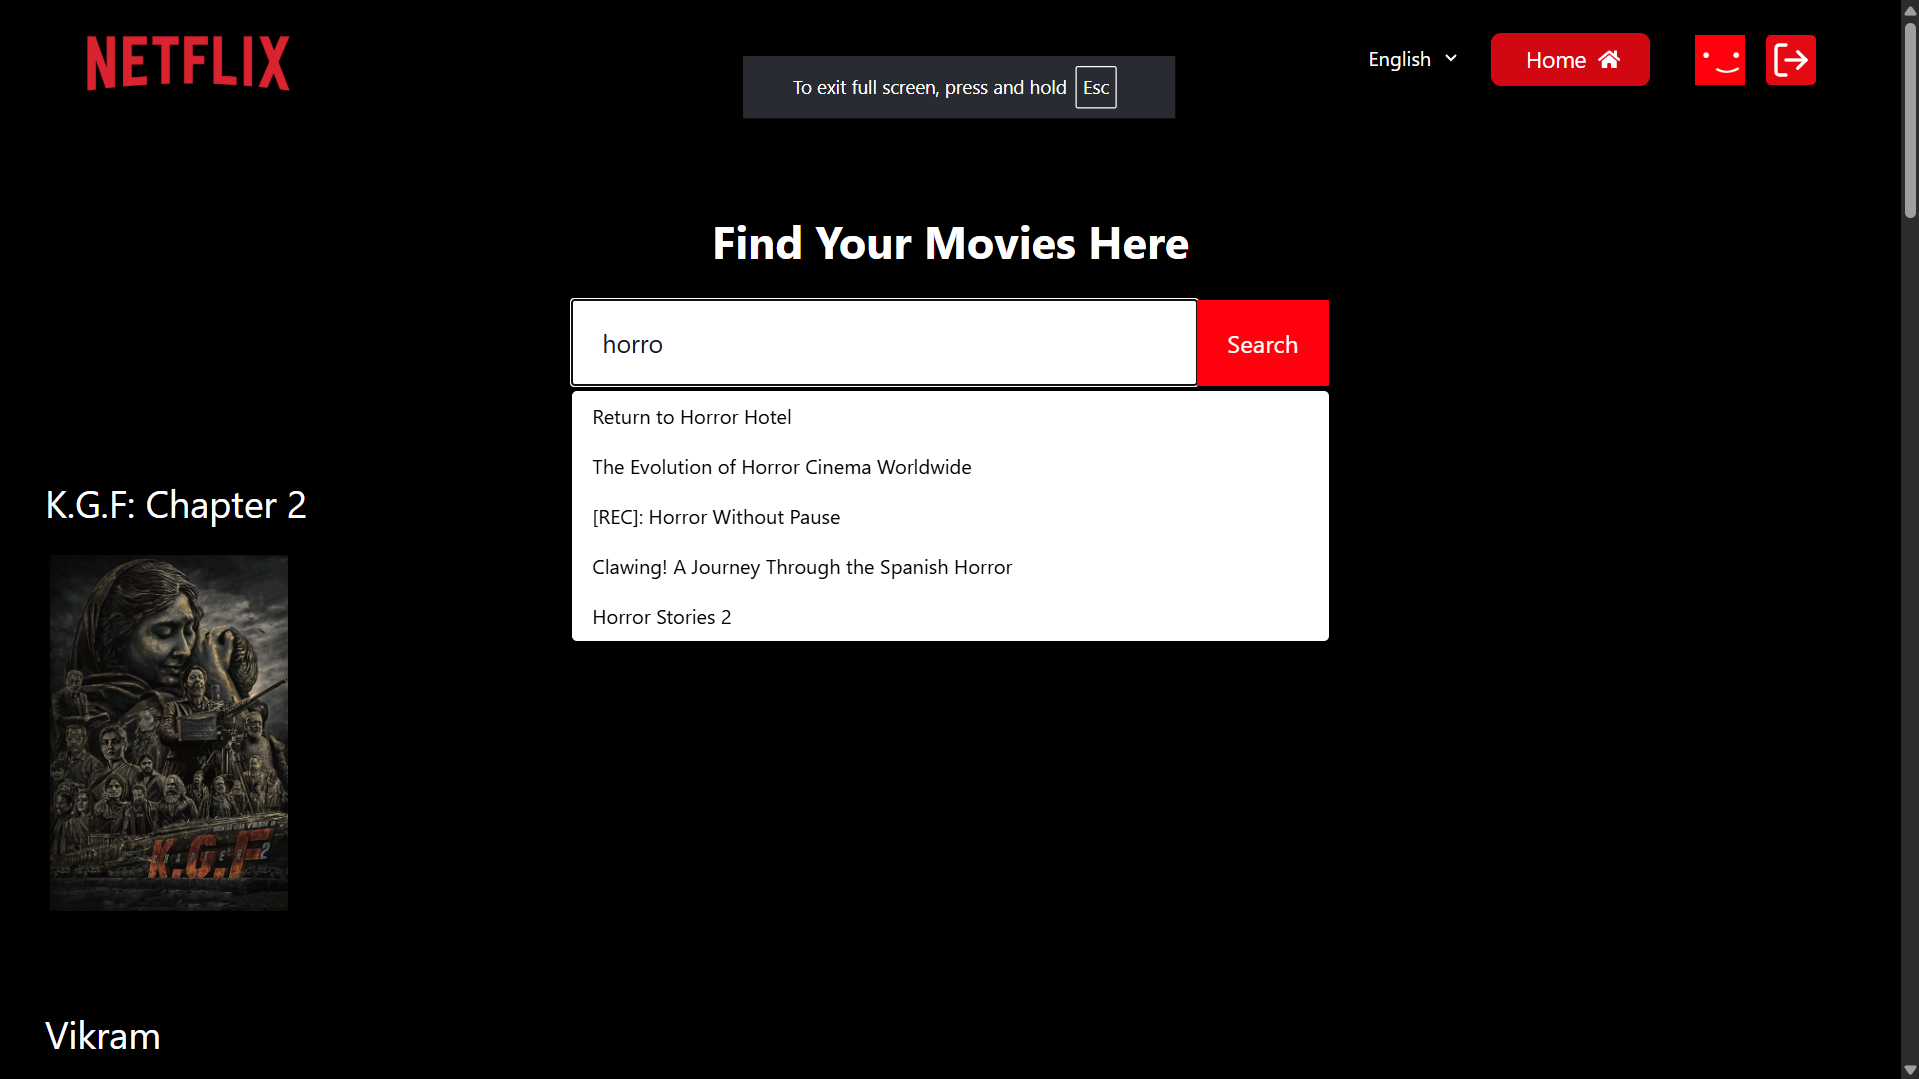 NETFLIX
To exit full screen, press and hold Esc
English
Home
Find Your Movies Here
horro
Search
Return to Horror Hotel
The Evolution of Horror Cinema Worldwide
[REC]: Horror Without Pause
Clawing! A Journey Through the Spanish Horror
Horror Stories 2
K.G.F: Chapter 2
K.G.F
CHAPTER 2
Vikram